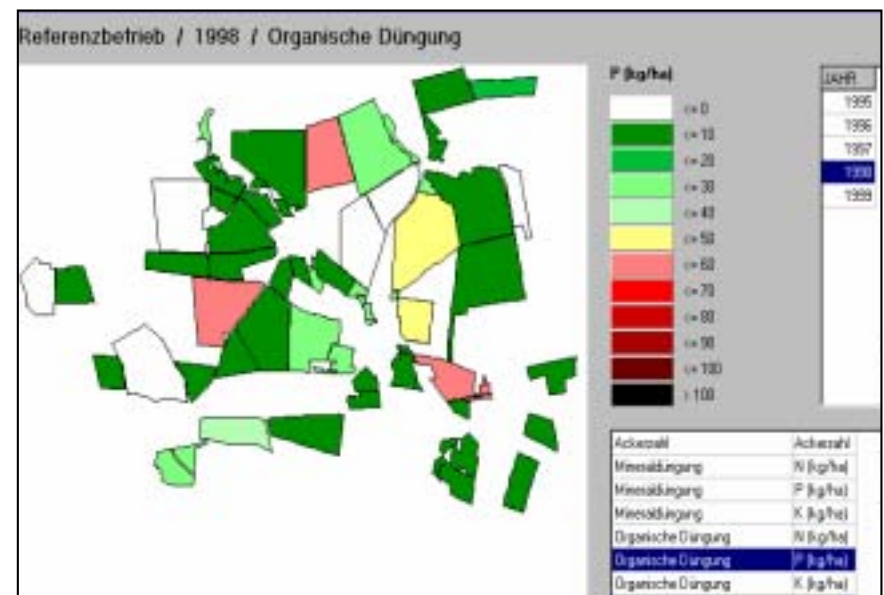 Referenzbetrieb / 1998 / Organische Düngung
P (kg/ha)
<= 0
<= 10
<= 20
<= 30
<= 40
<= 50
<= 60
<= 70
<= 80
<= 90
<= 100
> 100
JAHR
1995
1996
1997
1998
1999
Ackerzahl Ackerzahl
Mineraldüngung N (kg/ha)
Mineraldüngung P (kg/ha)
Mineraldüngung K (kg/ha)
Organische Düngung N (kg/ha)
Organische Düngung P (kg/ha)
Organische Düngung K (kg/ha)